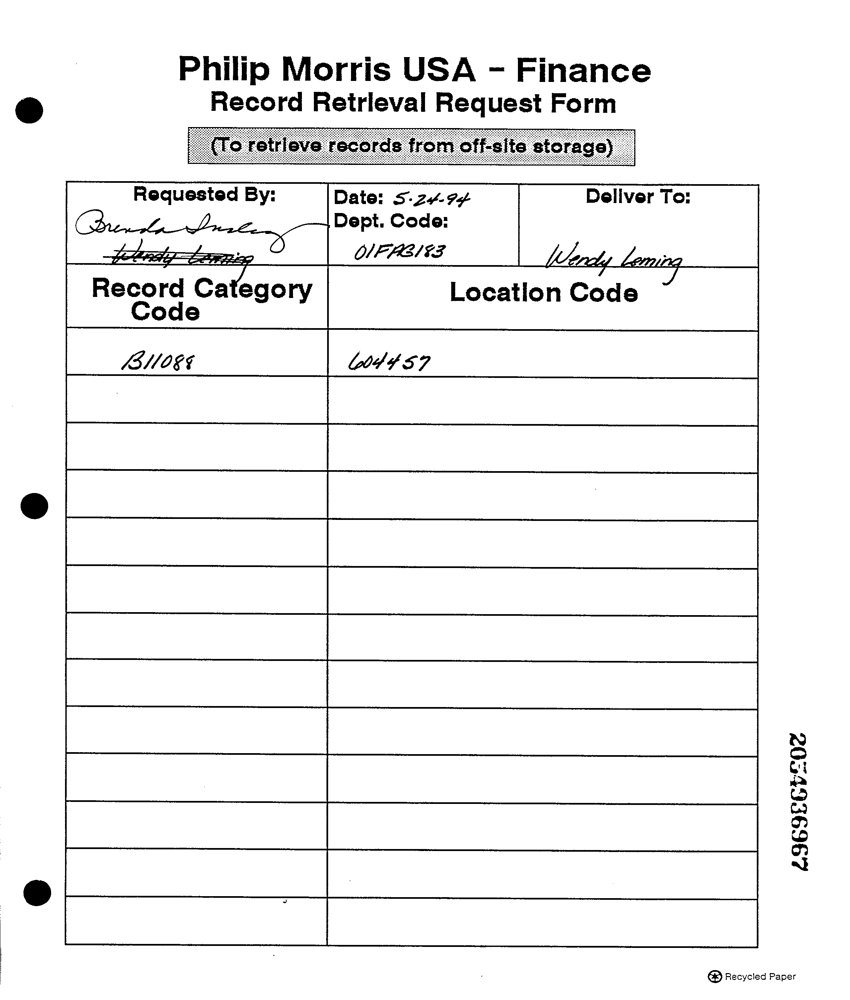 Philip Morris USA - Finance
Record Retrieval Request Form
(To retrieve records from off-site storage)
Requested By:
Brenda Insley
Wendy Leming
Date: 5-24-94
Dept. Code:
01FAB183
Deliver To:
Wendy Leming
Record Category
Code
Location Code
B11088
604457
2054936967
Recycled Paper